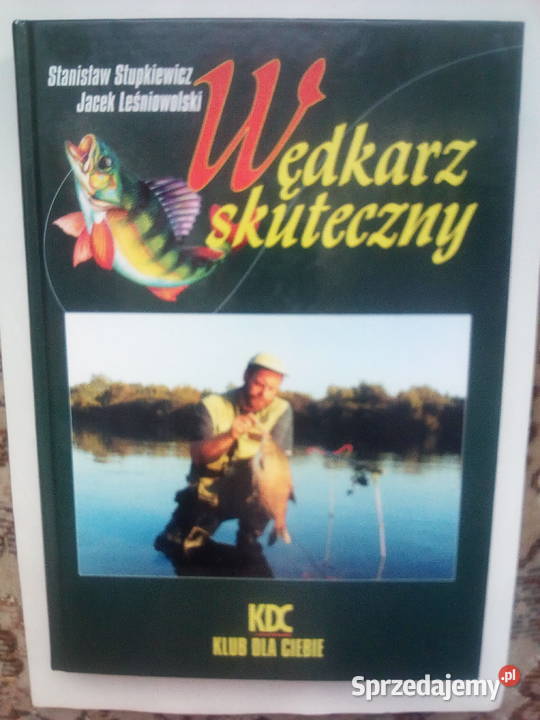 Stanisław Stupkiewicz
Jacek Leśniowolski
Wędkarz
skuteczny
KDC
KLUB DLA CIEBIE
Sprzedajemy.pl